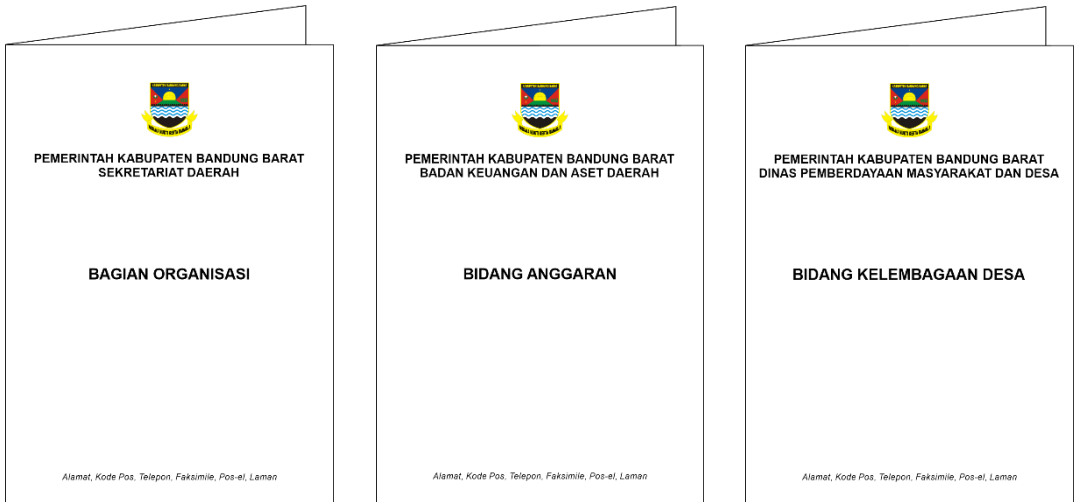 PEMERINTAH KABUPATEN BANDUNG BARAT
SEKRETARIAT DAERAH
BAGIAN ORGANISASI
Alamat, Kode Pos, Telepon, Faksimile, Pos-el, Laman
PEMERINTAH KABUPATEN BANDUNG BARAT
BADAN KEUANGAN DAN ASET DAERAH
BIDANG ANGGARAN
Alamat, Kode Pos, Telepon, Faksimile, Pos-el, Laman
PEMERINTAH KABUPATEN BANDUNG BARAT
DINAS PEMBERDAYAAN MASYARAKAT DAN DESA
BIDANG KELEMBAGAAN DESA
Alamat, Kode Pos, Telepon, Faksimile, Pos-el, Laman